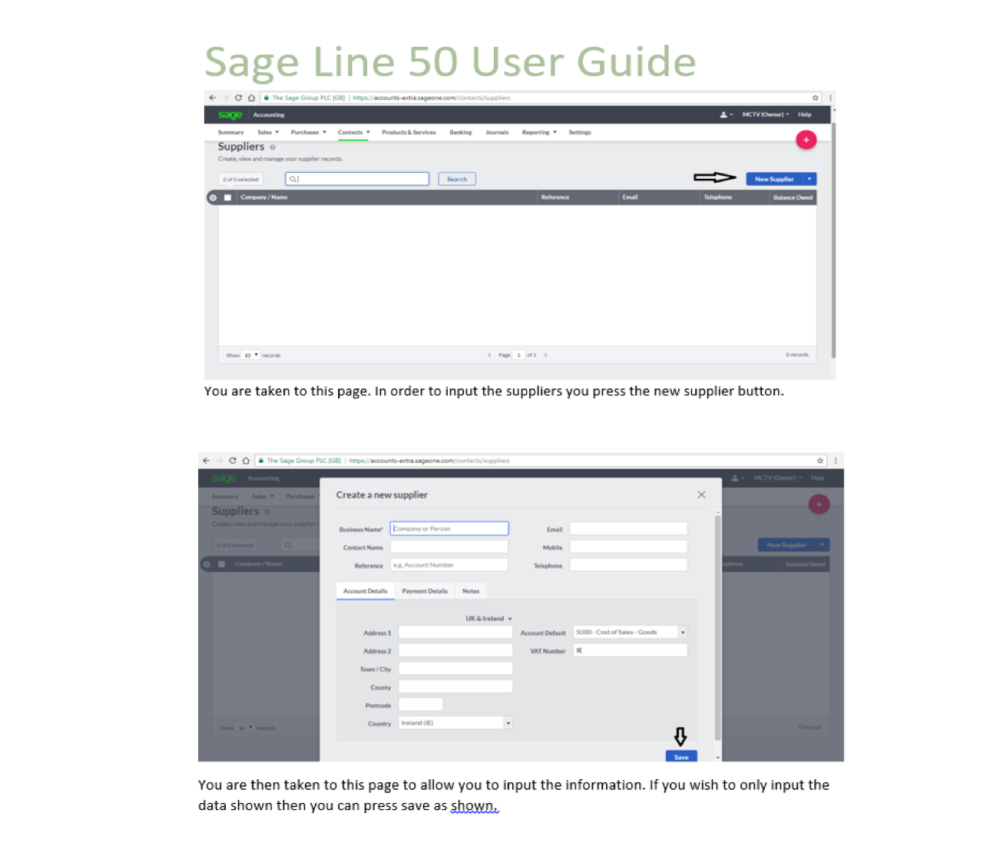 Sage Line 50 User Guide
The Sage Group PLC [GB] | https://accounts-extra.sageone.com/contacts/suppliers
sage Accounting MCTV (Owner) Help
Summary Sales Purchases Contacts Products & Services Banking Journals Reporting Settings
Suppliers
Create, view and manage your supplier records.
0 of 0 selected Search New Supplier
Company / Name Reference Email Telephone Balance Owed
Show 10 records Page 1 of 1 0 records
You are taken to this page. In order to input the suppliers you press the new supplier button.
The Sage Group PLC [GB] | https://accounts-extra.sageone.com/contacts/suppliers
sage Accounting MCTV (Owner) Help
Summary Sales Purchases
Create a new supplier
Suppliers
Create, view and manage your supplier r
Business Name* Company or Person Email
0 of 0 selected New Supplier
Contact Name Mobile
Company / Name ephone Balance Owed
Reference e.g. Account Number Telephone
Account Details Payment Details Notes
UK & Ireland
Address 1 Account Default 5000 - Cost of Sales - Goods
Address 2 VAT Number IE
Town / City
County
Postcode
Country Ireland (IE)
Show 10 records 0 records
Save
You are then taken to this page to allow you to input the information. If you wish to only input the
data shown then you can press save as shown.